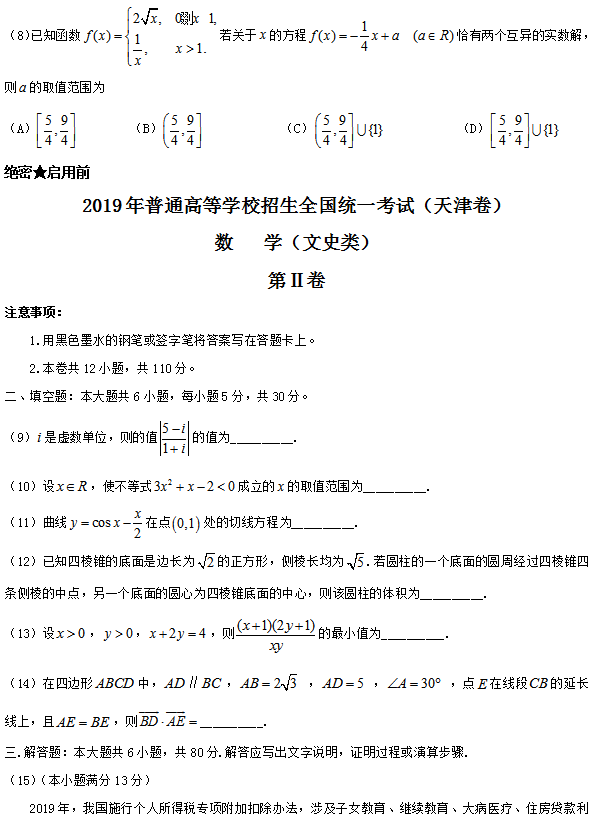 (8)已知函数 f(x) = { 2√x, 0剟x 1, 1/x, x > 1. 若关于 x 的方程 f(x) = -1/4 x + a (a ∈ R) 恰有两个互异的实数解,
则 a 的取值范围为
(A) [5/4, 9/4] (B) (5/4, 9/4] (C) (5/4, 9/4] ∪ {1} (D) [5/4, 9/4] ∪ {1}
绝密★启用前
2019年普通高等学校招生全国统一考试(天津卷)
数 学(文史类)
第Ⅱ卷
注意事项:
1.用黑色墨水的钢笔或签字笔将答案写在答题卡上。
2.本卷共12小题,共110分。
二、填空题:本大题共6小题,每小题5分,共30分。
(9) i 是虚数单位,则的值 |(5-i)/(1+i)| 的值为__________.
(10)设 x ∈ R ,使不等式 3x² + x - 2 < 0 成立的 x 的取值范围为__________.
(11)曲线 y = cos x - x/2 在点 (0,1) 处的切线方程为__________.
(12)已知四棱锥的底面是边长为 √2 的正方形,侧棱长均为 √5 .若圆柱的一个底面的圆周经过四棱锥四
条侧棱的中点,另一个底面的圆心为四棱锥底面的中心,则该圆柱的体积为__________.
(13)设 x > 0 , y > 0 , x + 2y = 4 ,则 (x+1)(2y+1)/xy 的最小值为__________.
(14)在四边形 ABCD 中, AD ∥ BC , AB = 2√3 , AD = 5 , ∠A = 30° ,点 E 在线段 CB 的延长
线上,且 AE = BE ,则 BD · AE = __________.
三.解答题:本大题共6小题,共80分.解答应写出文字说明,证明过程或演算步骤.
(15)(本小题满分13分)
2019年,我国施行个人所得税专项附加扣除办法,涉及子女教育、继续教育、大病医疗、住房贷款利